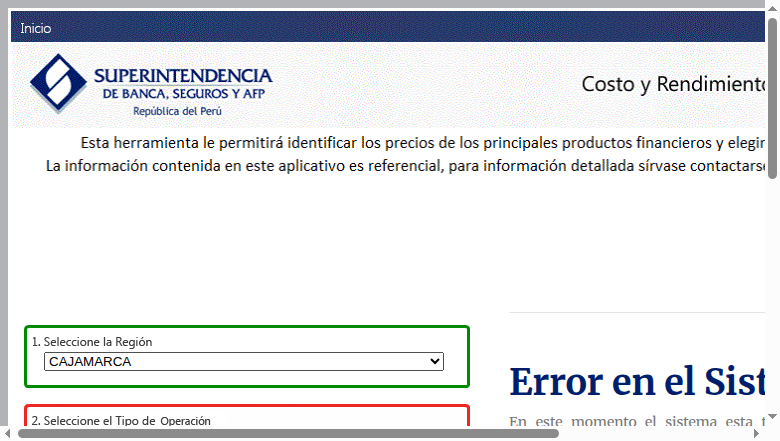 Inicio
SUPERINTENDENCIA
DE BANCA, SEGUROS Y AFP
República del Perú
Costo y Rendimiento
Esta herramienta le permitirá identificar los precios de los principales productos financieros y elegir
La información contenida en este aplicativo es referencial, para información detallada sírvase contactarse
1. Seleccione la Región
CAJAMARCA
Error en el Sist
2. Seleccione el Tipo de Operación
En este momento el sistema esta t